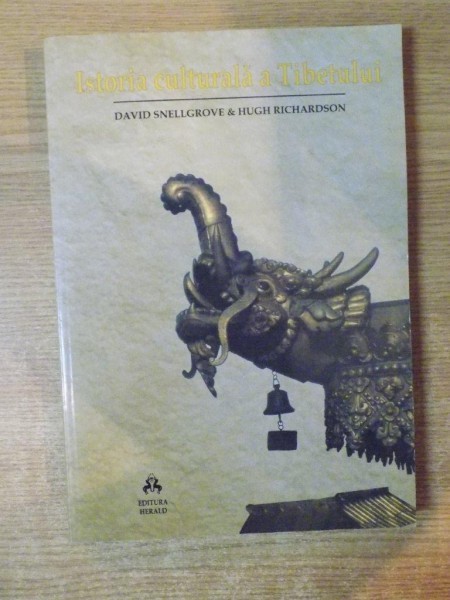 Istoria culturală a Tibetului
DAVID SNELLGROVE & HUGH RICHARDSON
EDITURA
HERALD